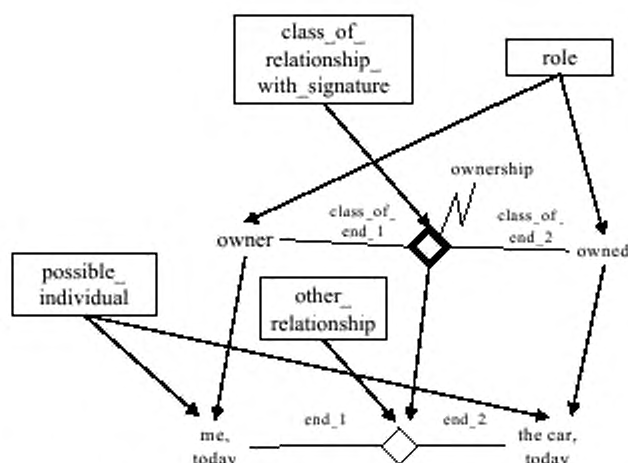 class_of_
relationship_
with_signature
role
ownership
class_of_
end_1
class_of_
end_2
owner
owned
possible_
individual
other_
relationship
me,
today
end_1
end_2
the car,
today